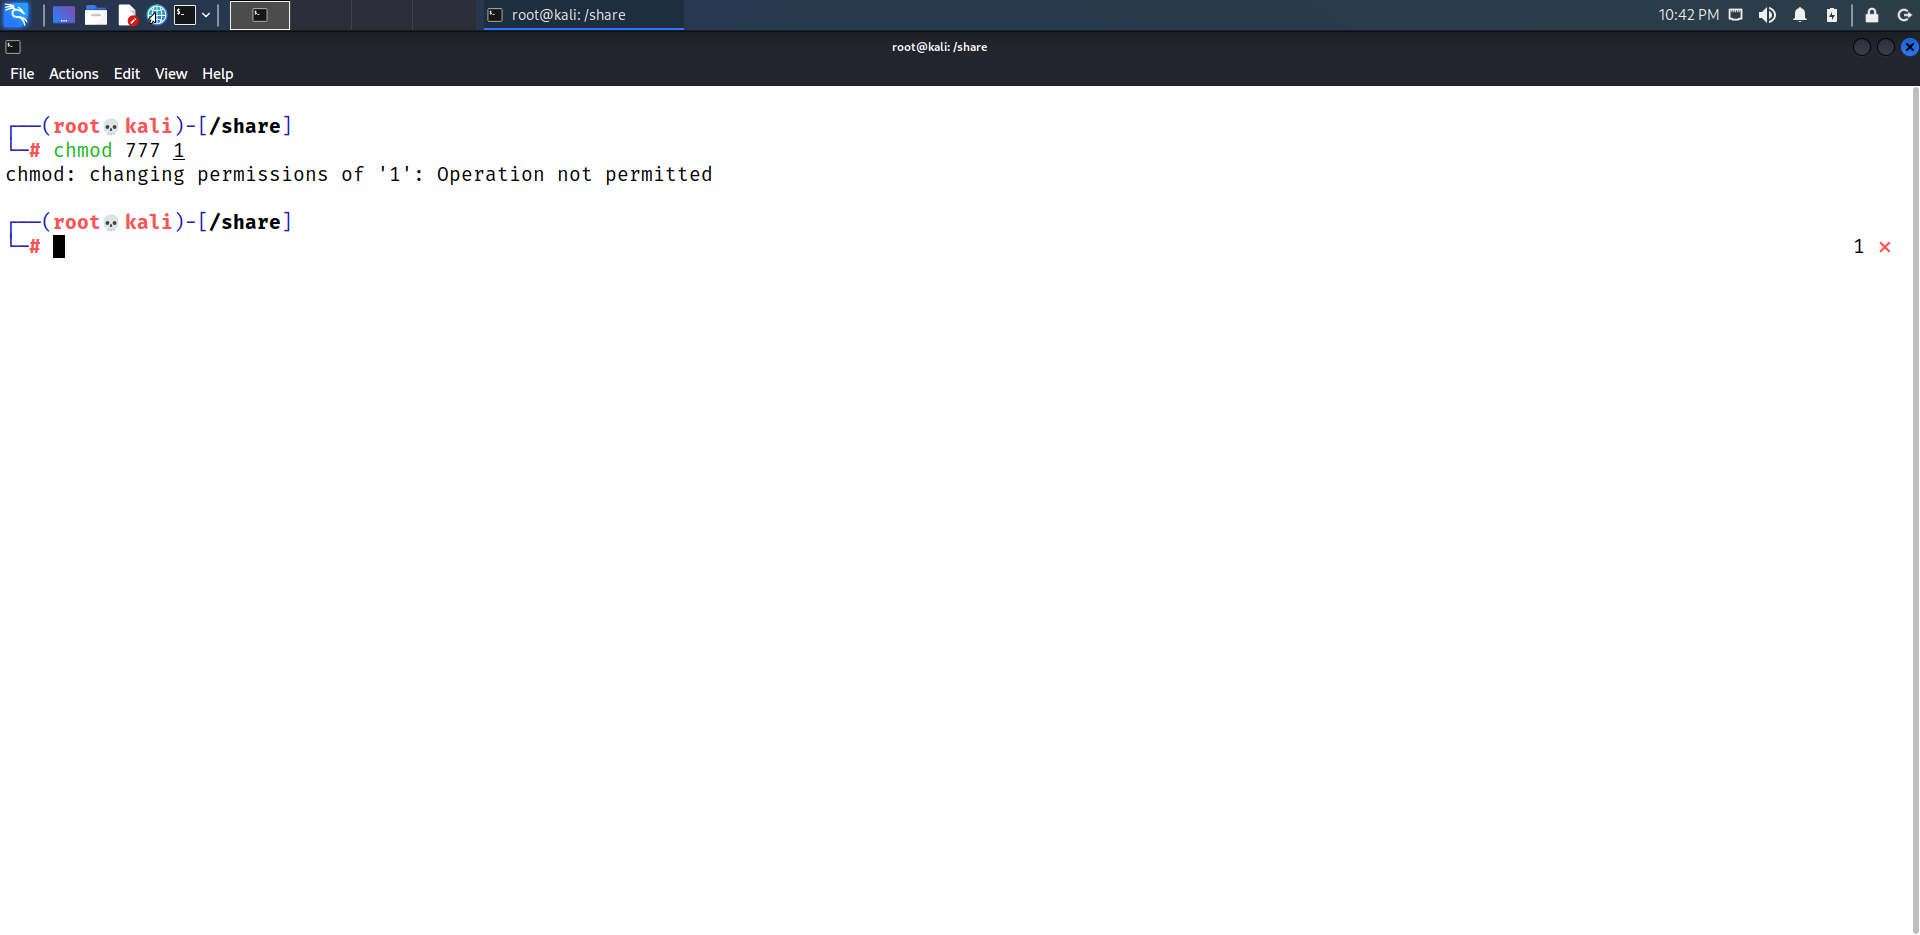 root@kali: /share
10:42 PM
root@kali: /share
File Actions Edit View Help
┌──(root💀kali)-[/share]
└─# chmod 777 1
chmod: changing permissions of '1': Operation not permitted
┌──(root💀kali)-[/share]
└─# 1 ⨯